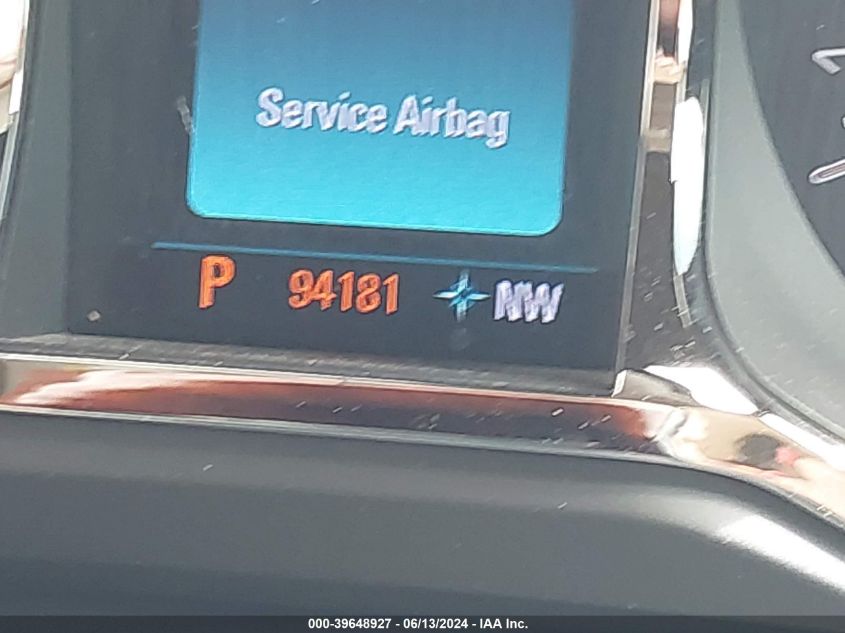 Service Airbag
P 94181 NW
000-39648927 - 06/13/2024 - IAA Inc.